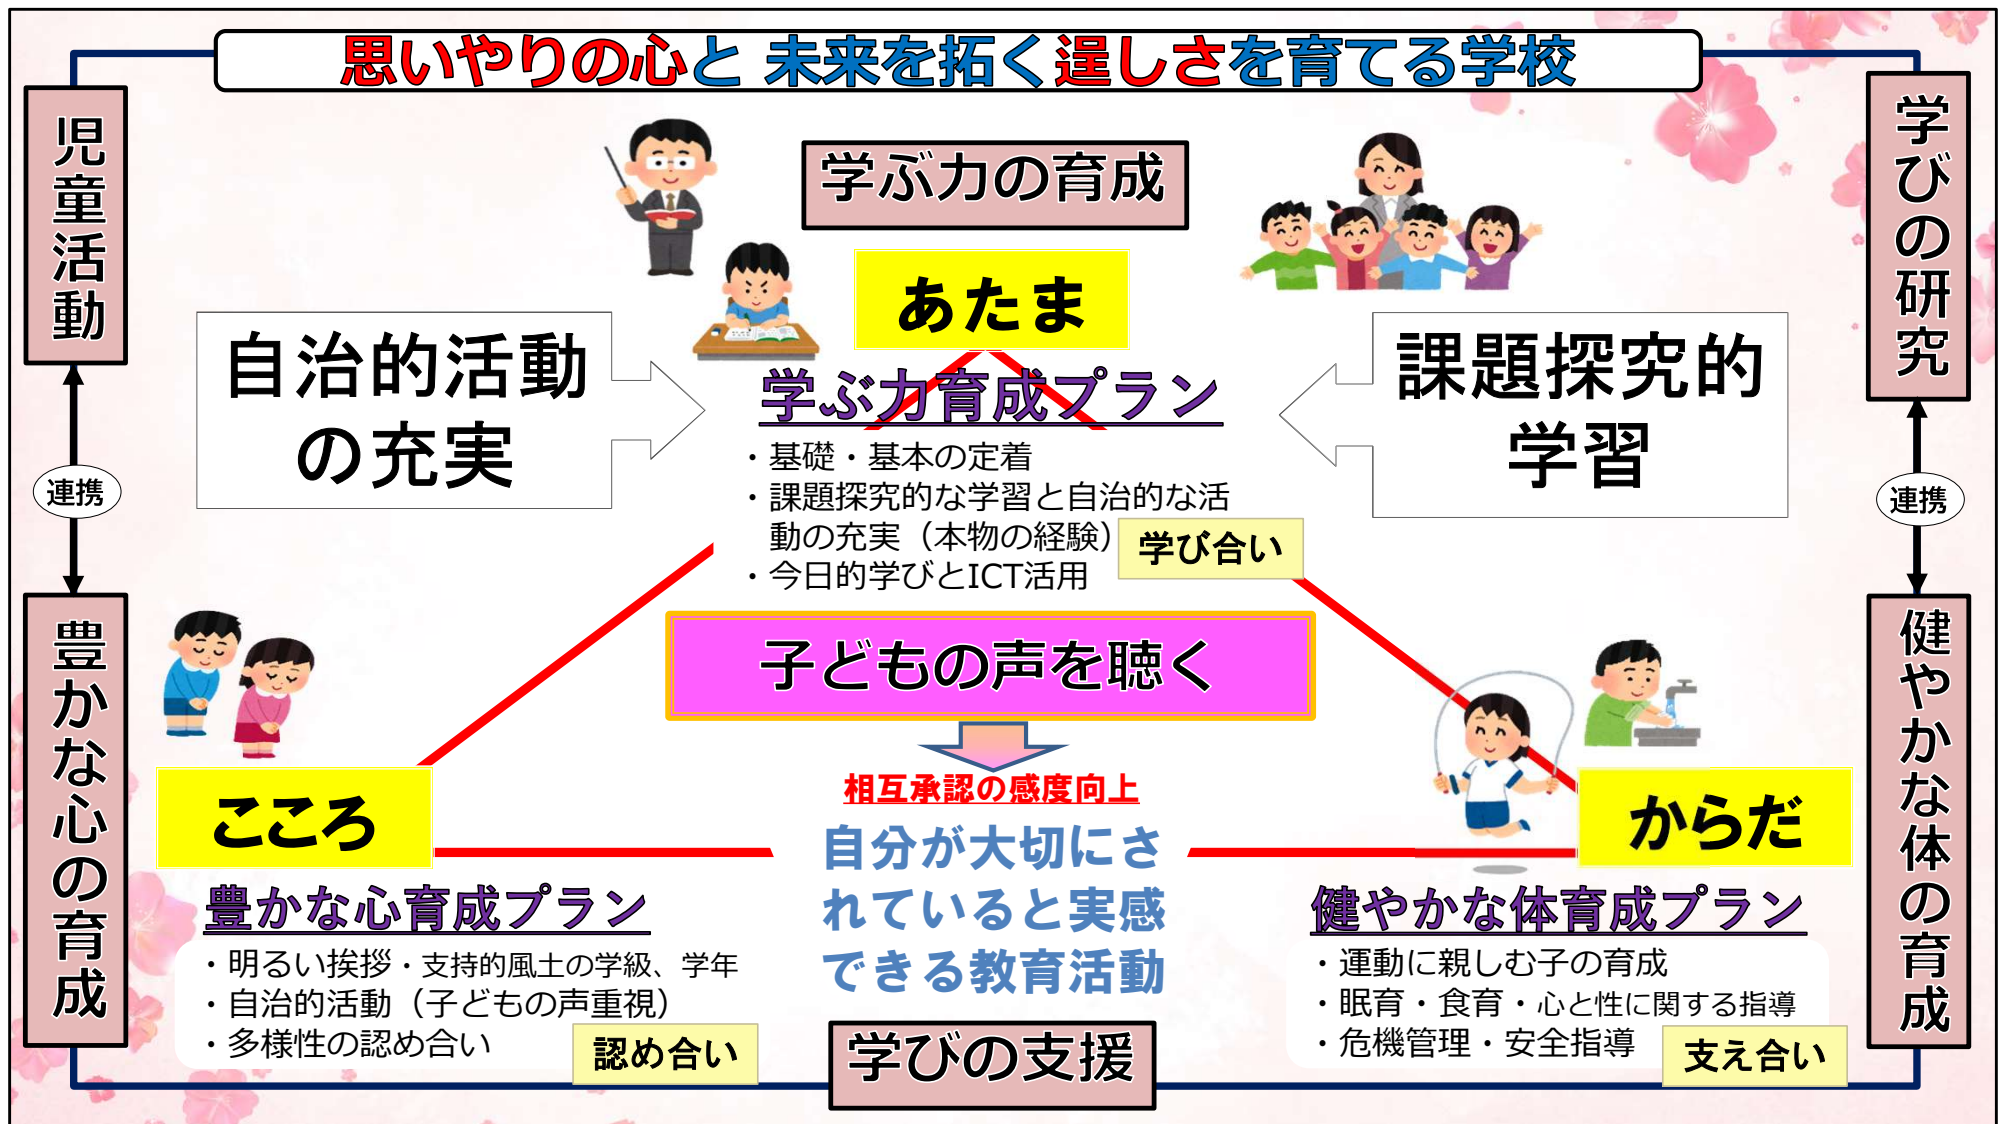 思いやりの心と 未来を拓く逞しさを育てる学校
児童活動
連携
豊かな心の育成
学ぶ力の育成
あたま
自治的活動
の充実
学ぶ力育成プラン
・基礎・基本の定着
・課題探究的な学習と自治的な活
動の充実（本物の経験）
・今日的学びとICT活用
学び合い
課題探究的
学習
子どもの声を聴く
相互承認の感度向上
自分が大切にさ
れていると実感
できる教育活動
こころ
豊かな心育成プラン
・明るい挨拶・支持的風土の学級、学年
・自治的活動（子どもの声重視）
・多様性の認め合い
認め合い
学びの支援
からだ
健やかな体育成プラン
・運動に親しむ子の育成
・眠育・食育・心と性に関する指導
・危機管理・安全指導
支え合い
学びの研究
連携
健やかな体の育成